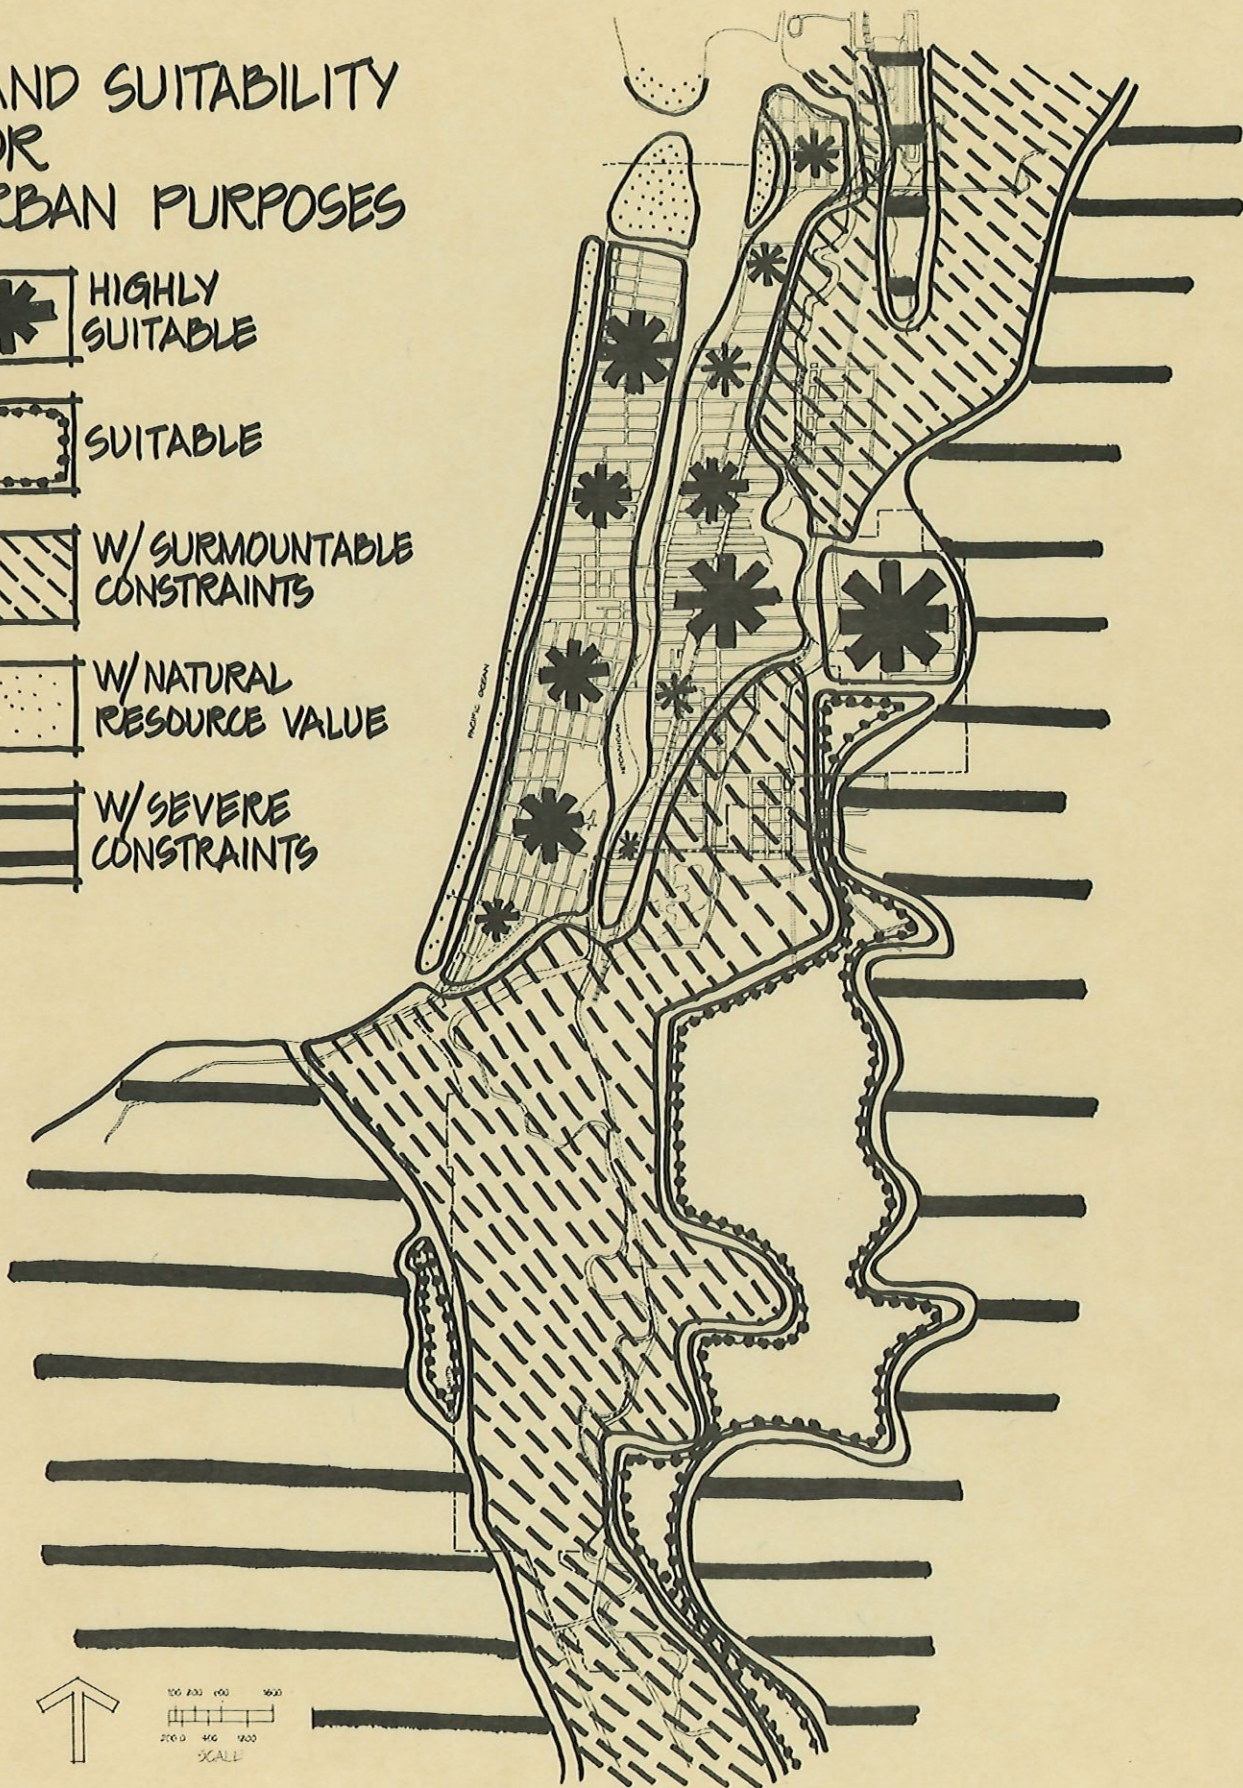 AND SUITABILITY
OR
RBAN PURPOSES
HIGHLY
SUITABLE
SUITABLE
W/ SURMOUNTABLE
CONSTRAINTS
W/ NATURAL
RESOURCE VALUE
W/ SEVERE
CONSTRAINTS
PACIFIC OCEAN
SCALE